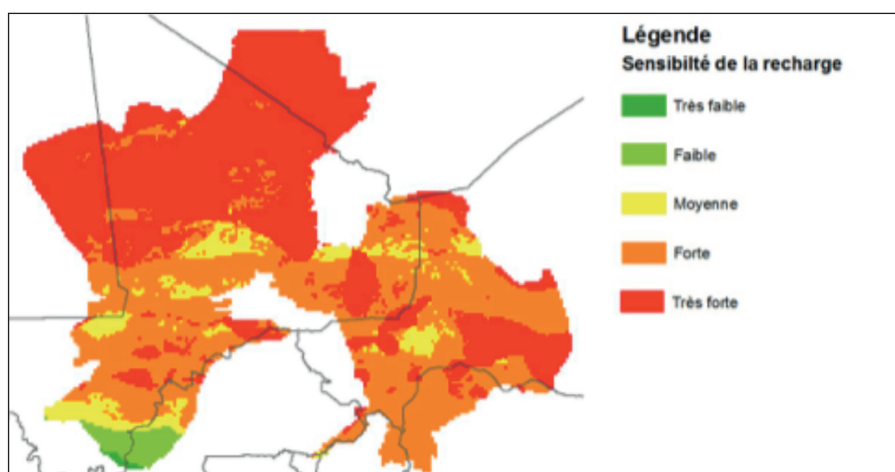 Légende
Sensibilté de la recharge
Très faible
Faible
Moyenne
Forte
Très forte